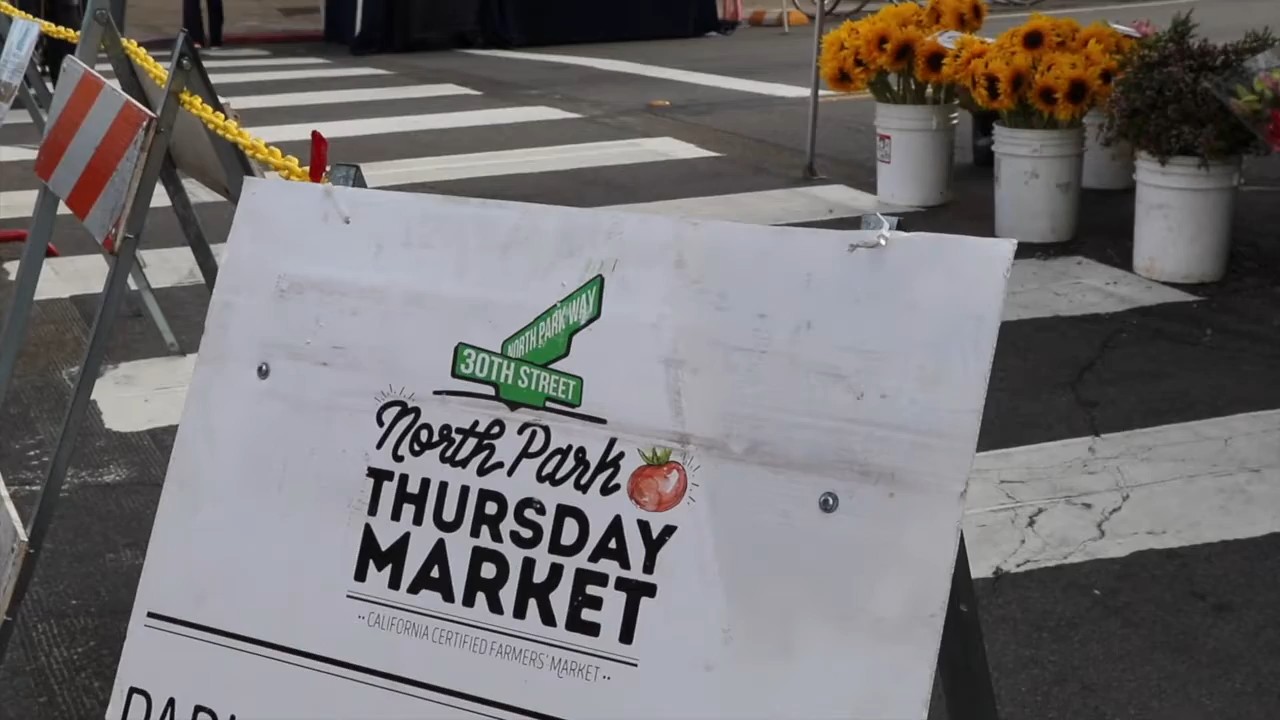 NORTH PARK WAY
30TH STREET
North Park
THURSDAY
MARKET
•• CALIFORNIA CERTIFIED FARMERS' MARKET ••